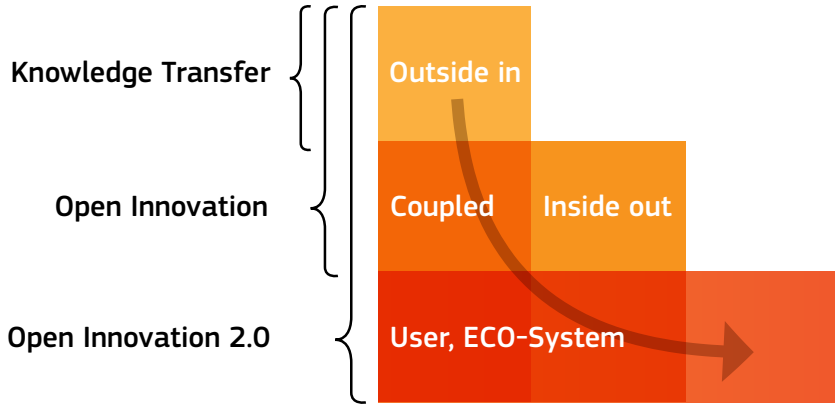 Knowledge Transfer
Outside in
Open Innovation
Coupled
Inside out
Open Innovation 2.0
User, ECO-System